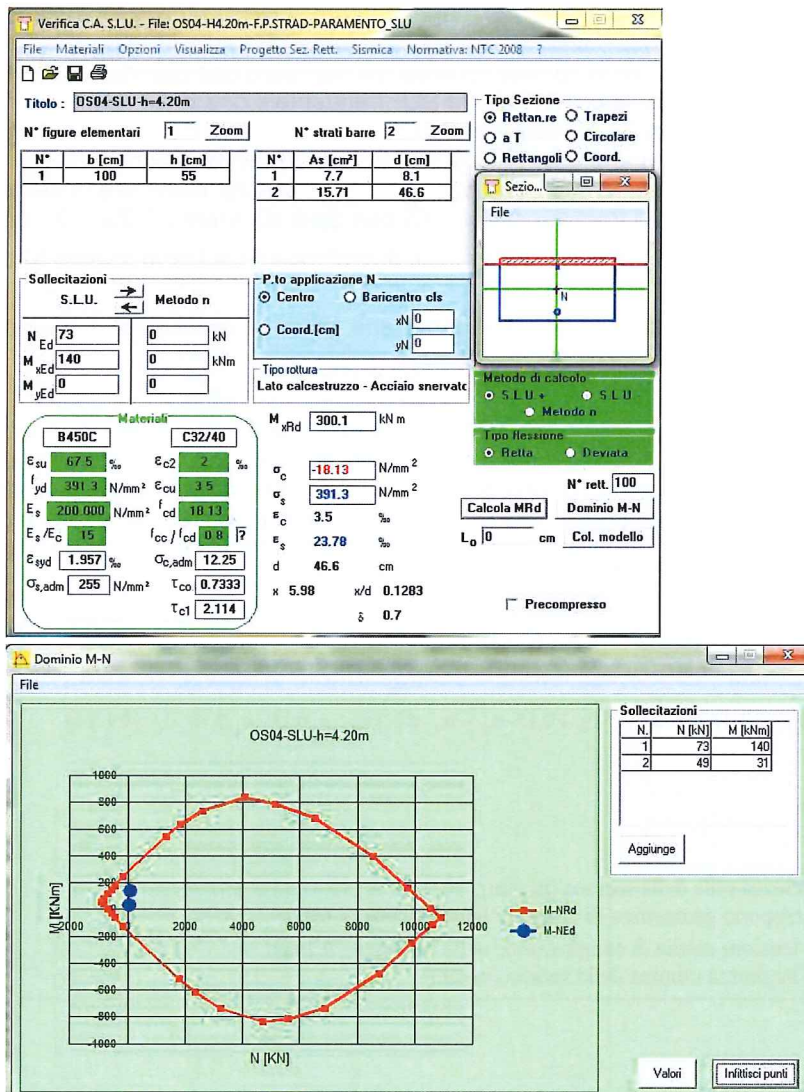 Verifica C.A. S.L.U. - File: OS04-H4.20m-F.P.STRAD-PARAMENTO_SLU
File Materiali Opzioni Visualizza Progetto Sez. Rett. Sismica Normativa: NTC 2008 ?
Titolo : OS04-SLU-h=4.20m
N° figure elementari 1 Zoom N° strati barre 2 Zoom
N° b [cm] h [cm]
1 100 55
N° As [cm²] d [cm]
1 7.7 8.1
2 15.71 46.6
Tipo Sezione
Rettan.re Trapezi
a T Circolare
Rettangoli Coord.
Sezio...
File
N
Sollecitazioni
S.L.U. Metodo n
N Ed 73 0 kN
M xEd 140 0 kNm
M yEd 0 0
P.to applicazione N
Centro Baricentro cls
Coord.[cm] xN 0
yN 0
Tipo rottura
Lato calcestruzzo - Acciaio snervato
Metodo di calcolo
S.L.U. + S.L.U. -
Metodo n
Tipo flessione
Retta Deviata
Materiali
B450C C32/40
εsu 67.5 ‰ εc2 2 ‰
fyd 391.3 N/mm² εcu 3.5
Es 200.000 N/mm² fcd 18.13
Es /Ec 15 fcc / fcd 0.8 ?
εsyd 1.957 ‰ σc,adm 12.25
σs,adm 255 N/mm² τco 0.7333
τc1 2.114
M xRd 300.1 kN m
σc -18.13 N/mm²
σs 391.3 N/mm²
εc 3.5 ‰
εs 23.78 ‰
d 46.6 cm
x 5.98 x/d 0.1283
δ 0.7
N° rett. 100
Calcola MRd Dominio M-N
L₀ 0 cm Col. modello
Precompresso
Dominio M-N
File
OS04-SLU-h=4.20m
M [KNm]
1000
800
600
400
200
0
-200
-400
-600
-800
-1000
2000 0 2000 4000 6000 8000 10000 12000
N [KN]
M-NRd
M-NEd
Sollecitazioni
N. N [kN] M [kNm]
1 73 140
2 49 31
Aggiunge
Valori Infittisci punti